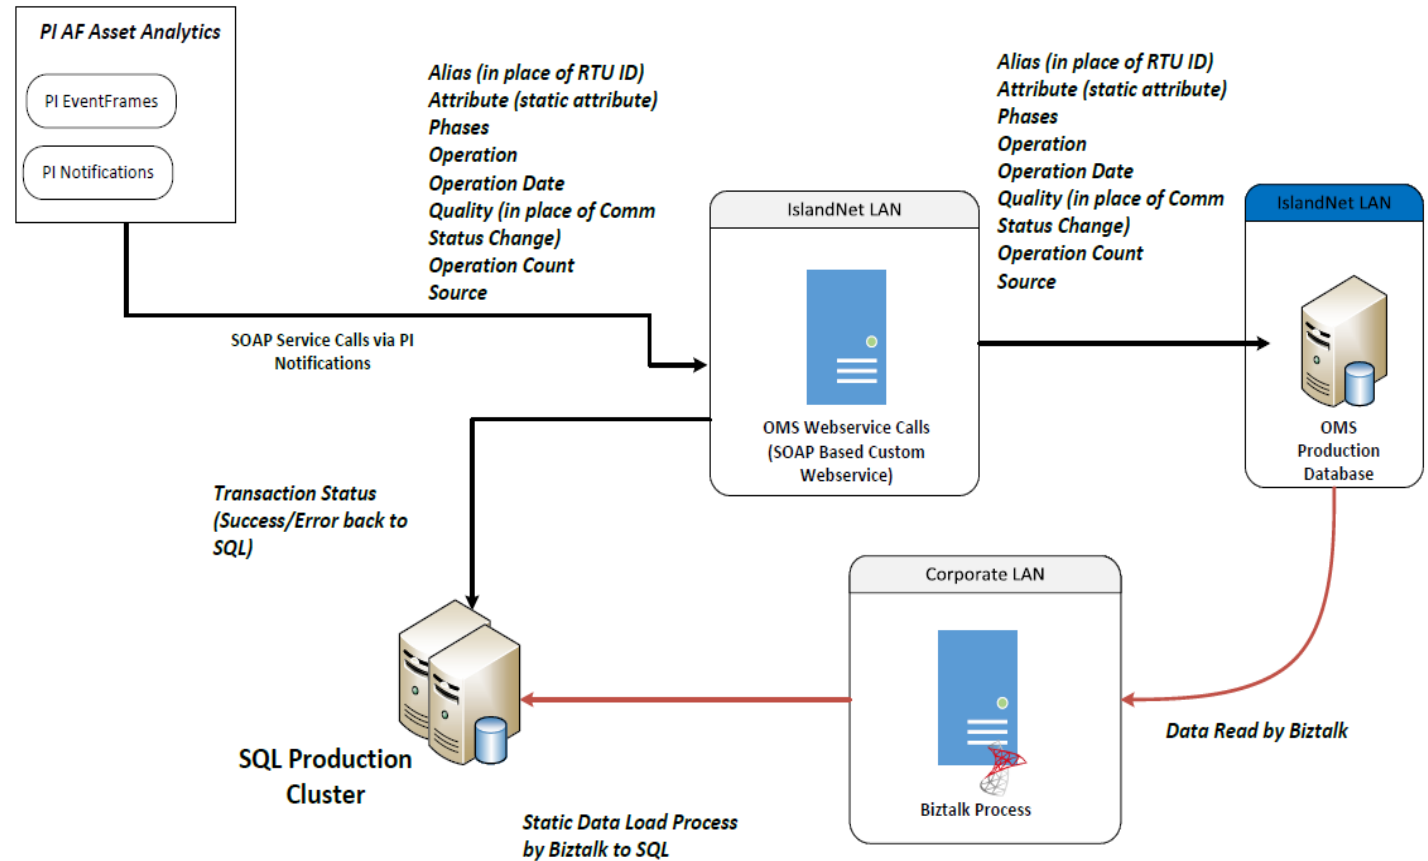 PI AF Asset Analytics
PI EventFrames
PI Notifications
Alias (in place of RTU ID)
Attribute (static attribute)
Phases
Operation
Operation Date
Quality (in place of Comm
Status Change)
Operation Count
Source
SOAP Service Calls via PI
Notifications
IslandNet LAN
OMS Webservice Calls
(SOAP Based Custom
Webservice)
Alias (in place of RTU ID)
Attribute (static attribute)
Phases
Operation
Operation Date
Quality (in place of Comm
Status Change)
Operation Count
Source
IslandNet LAN
OMS
Production
Database
Transaction Status
(Success/Error back to
SQL)
Corporate LAN
Biztalk Process
Data Read by Biztalk
SQL Production
Cluster
Static Data Load Process
by Biztalk to SQL